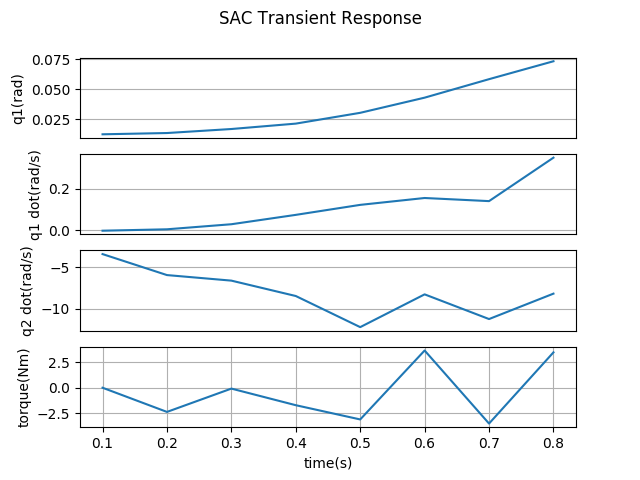 SAC Transient Response
q1(rad)
0.075
0.050
0.025
q1 dot(rad/s)
0.2
0.0
q2 dot(rad/s)
−5
−10
torque(Nm)
2.5
0.0
−2.5
0.1 0.2 0.3 0.4 0.5 0.6 0.7 0.8
time(s)